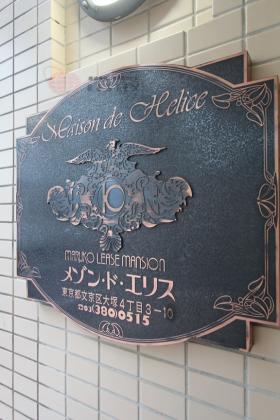 Maison de Helice
MARUKO LEASE MANSION
メゾン・ド・エリス
東京都文京区大塚4丁目3-10
☎03(380)0515